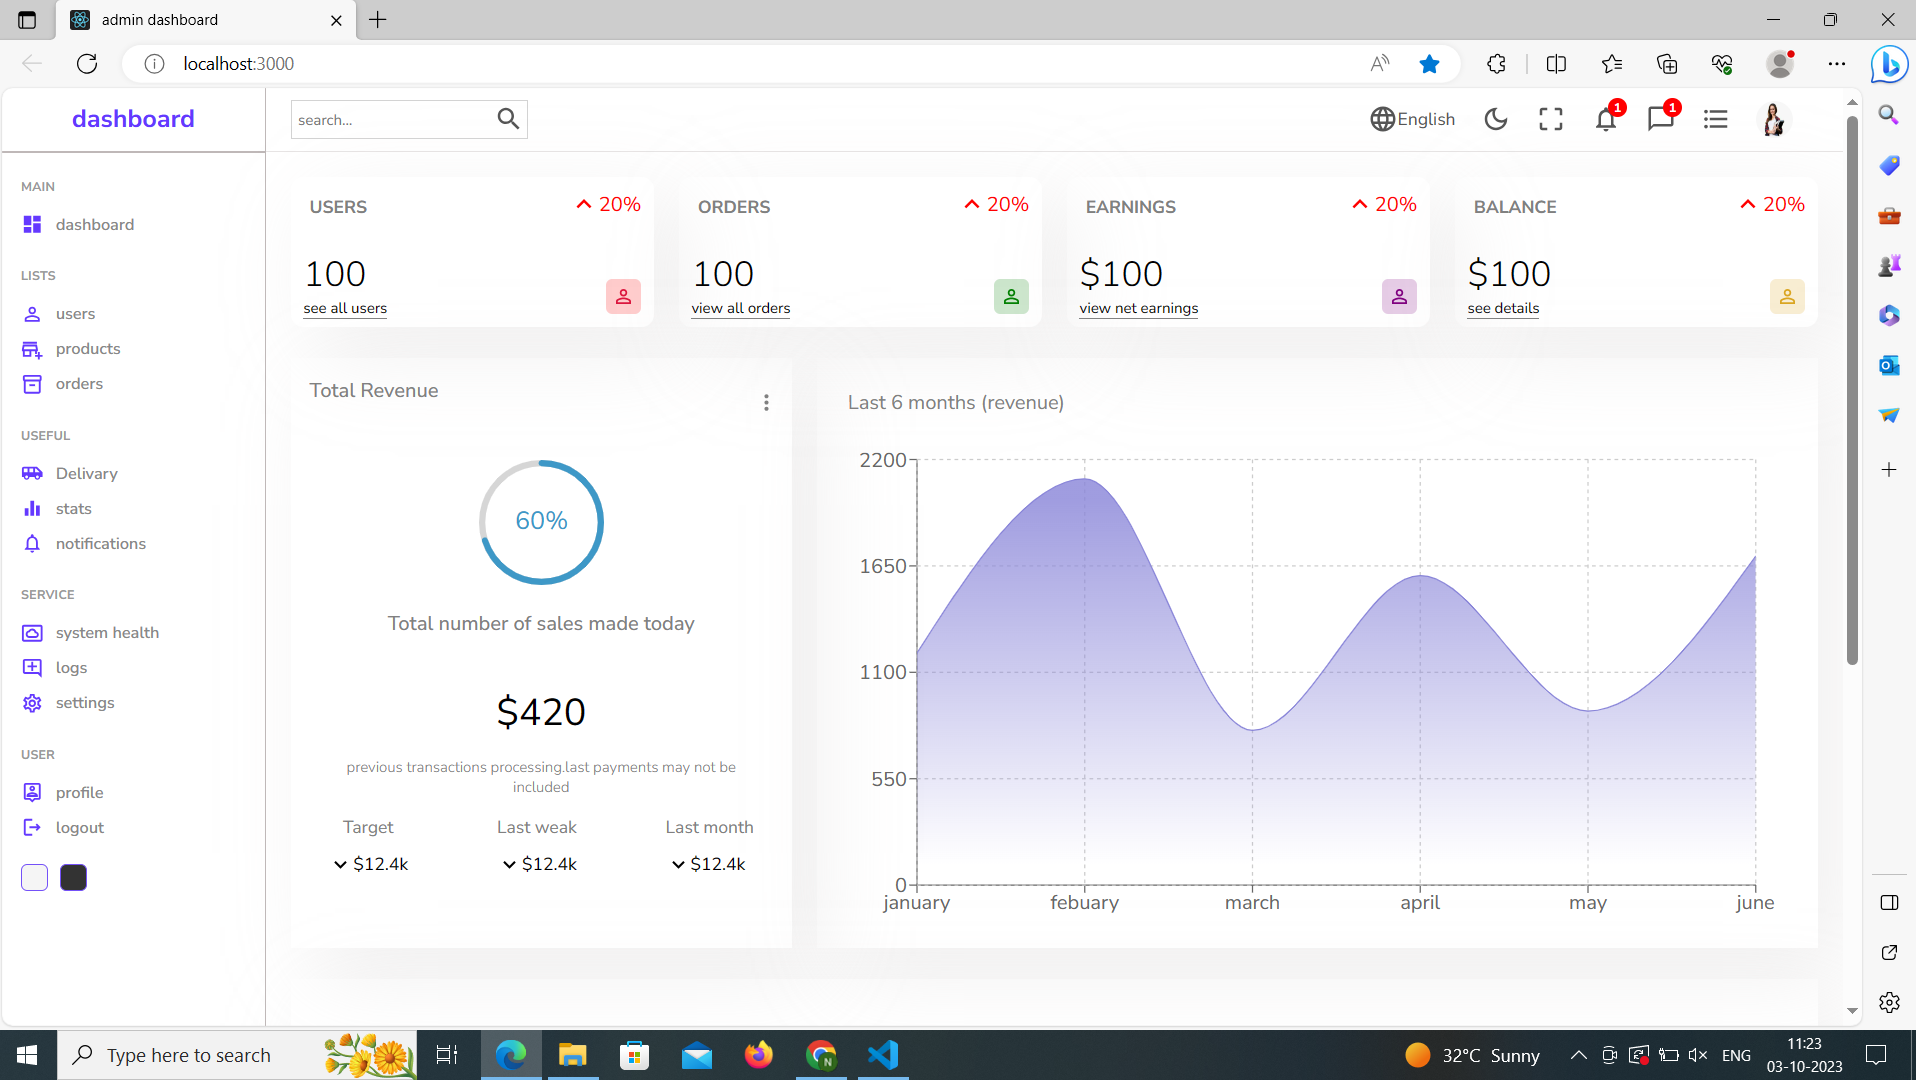 admin dashboard
localhost:3000
dashboard
search...
English
1
1
MAIN
dashboard
LISTS
users
products
orders
USEFUL
Delivary
stats
notifications
SERVICE
system health
logs
settings
USER
profile
logout
USERS
20%
100
see all users
ORDERS
20%
100
view all orders
EARNINGS
20%
$100
view net earnings
BALANCE
20%
$100
see details
Total Revenue
60%
Total number of sales made today
$420
previous transactions processing.last payments may not be
included
Target
Last weak
Last month
$12.4k
$12.4k
$12.4k
Last 6 months (revenue)
2200
1650
1100
550
0
january
febuary
march
april
may
june
Type here to search
32°C Sunny
ENG
11:23
03-10-2023